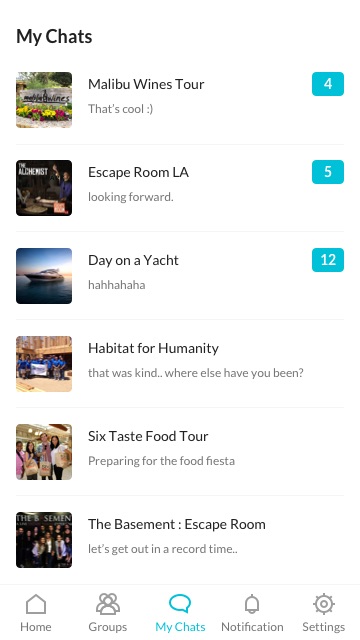 My Chats
Malibu Wines Tour
4
That's cool :)
malibu wines
Escape Room LA
5
looking forward.
THE
ALCHEMIST
Day on a Yacht
12
hahhahaha
Habitat for Humanity
that was kind.. where else have you been?
Six Taste Food Tour
Preparing for the food fiesta
THE B SEMEN
The Basement : Escape Room
let's get out in a record time..
Home
Groups
My Chats
Notification
Settings